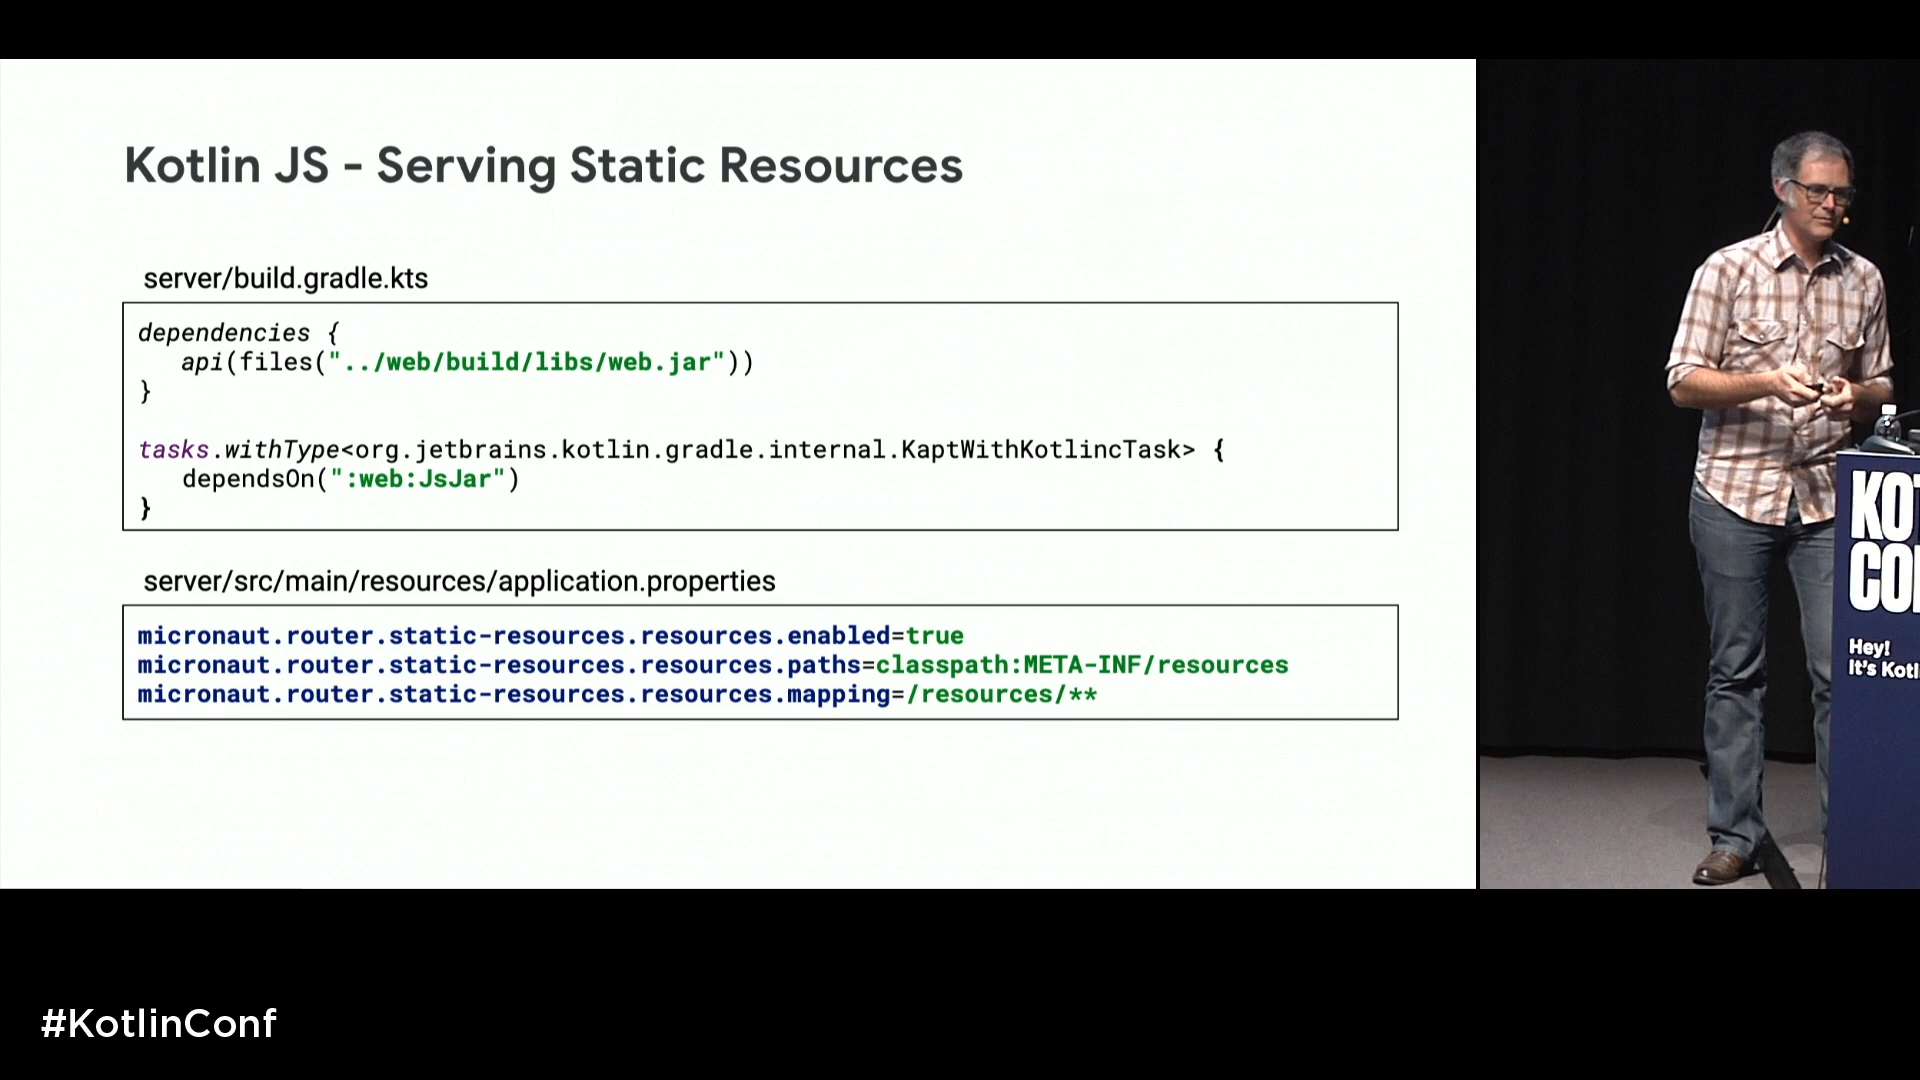 Kotlin JS - Serving Static Resources
server/build.gradle.kts
dependencies {
api(files("../web/build/libs/web.jar"))
}
tasks.withType<org.jetbrains.kotlin.gradle.internal.KaptWithKotlincTask> {
dependsOn(":web:JsJar")
}
server/src/main/resources/application.properties
micronaut.router.static-resources.resources.enabled=true
micronaut.router.static-resources.resources.paths=classpath:META-INF/resources
micronaut.router.static-resources.resources.mapping=/resources/**
Hey!
It's
#KotlinConf